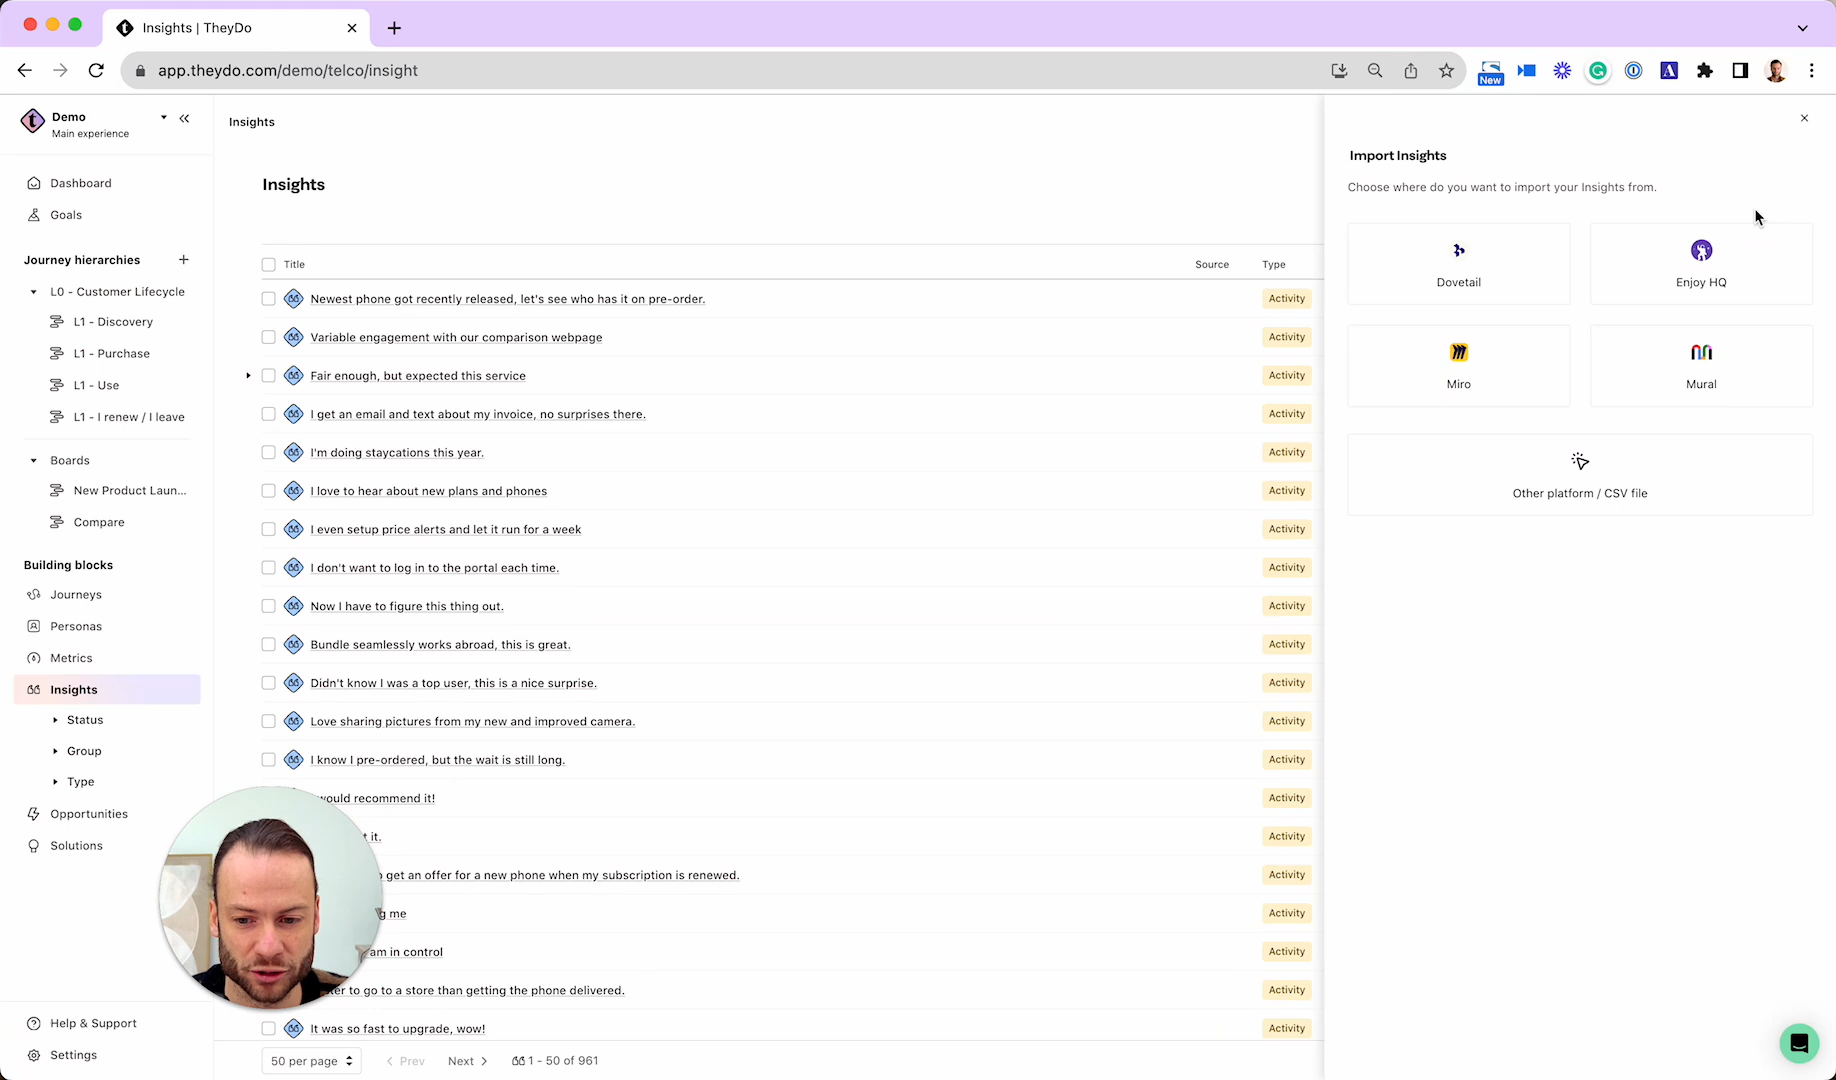 Insights | TheyDo
app.theydo.com/demo/telco/insight
New
Demo
Main experience
Dashboard
Goals
Journey hierarchies
L0 - Customer Lifecycle
L1 - Discovery
L1 - Purchase
L1 - Use
L1 - I renew / I leave
Boards
New Product Laun...
Compare
Building blocks
Journeys
Personas
Metrics
Insights
Status
Group
Type
Opportunities
Solutions
Help & Support
Settings
Insights
Insights
Title Source Type
Newest phone got recently released, let's see who has it on pre-order. Activity
Variable engagement with our comparison webpage Activity
Fair enough, but expected this service Activity
I get an email and text about my invoice, no surprises there. Activity
I'm doing staycations this year. Activity
I love to hear about new plans and phones Activity
I even setup price alerts and let it run for a week Activity
I don't want to log in to the portal each time. Activity
Now I have to figure this thing out. Activity
Bundle seamlessly works abroad, this is great. Activity
Didn't know I was a top user, this is a nice surprise. Activity
Love sharing pictures from my new and improved camera. Activity
I know I pre-ordered, but the wait is still long. Activity
would recommend it! Activity
it. Activity
get an offer for a new phone when my subscription is renewed. Activity
me Activity
am in control Activity
to go to a store than getting the phone delivered. Activity
It was so fast to upgrade, wow! Activity
50 per page Prev Next 1 - 50 of 961
Import Insights
Choose where do you want to import your Insights from.
Dovetail
Enjoy HQ
Miro
Mural
Other platform / CSV file